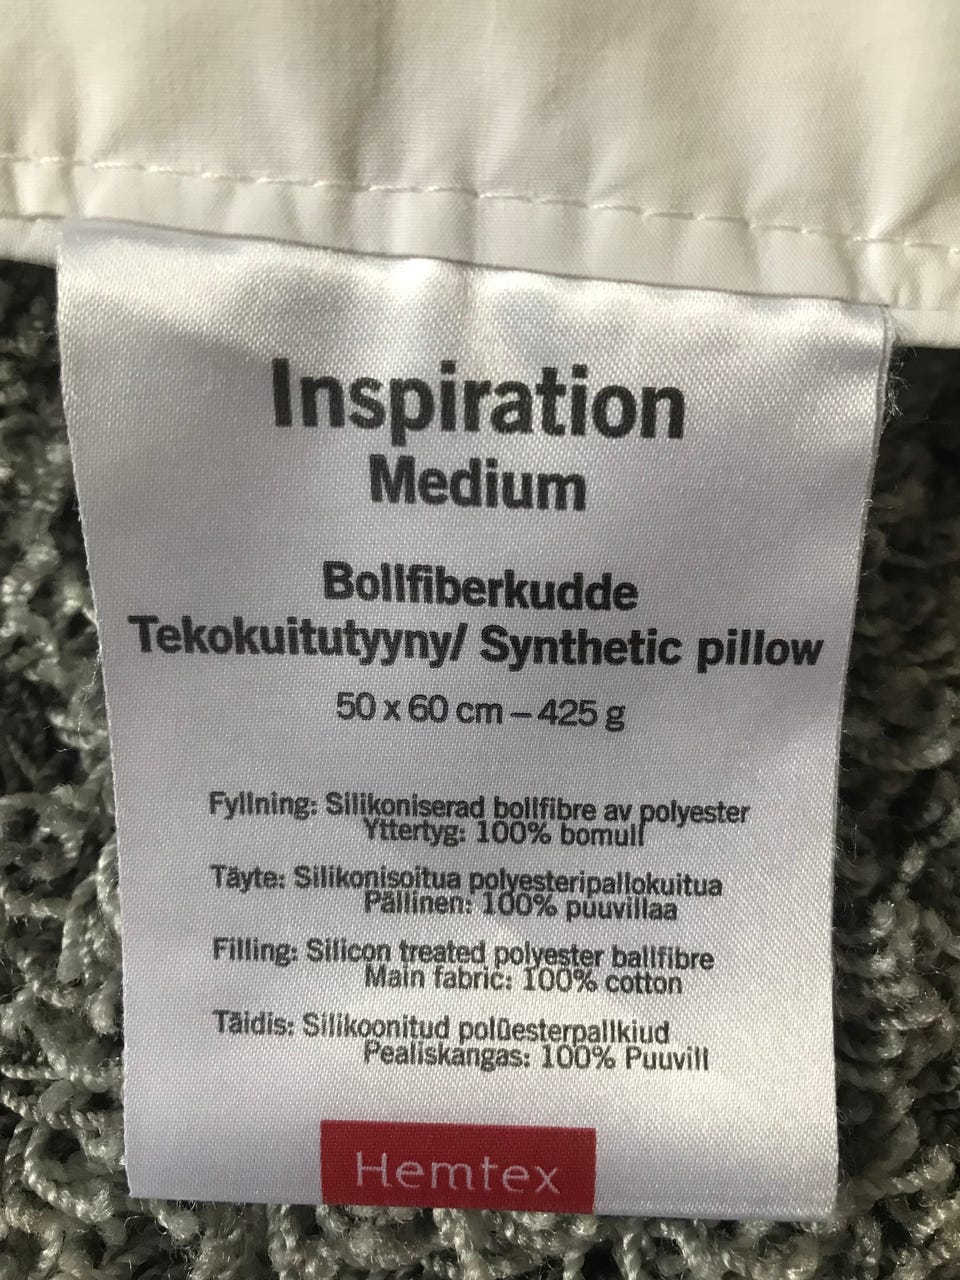 Inspiration
Medium
Bollfiberkudde
Tekokuitutyyny/ Synthetic pillow
50 x 60 cm – 425 g
Fyllning: Silikoniserad bollfibre av polyester
Yttertyg: 100% bomull
Täyte: Silikonisoitua polyesteripallokuitua
Pällinen: 100% puuvillaa
Filling: Silicon treated polyester ballfibre
Main fabric: 100% cotton
Täidis: Silikoonitud polüesterpallkiud
Pealiskangas: 100% Puuvill
Hemtex